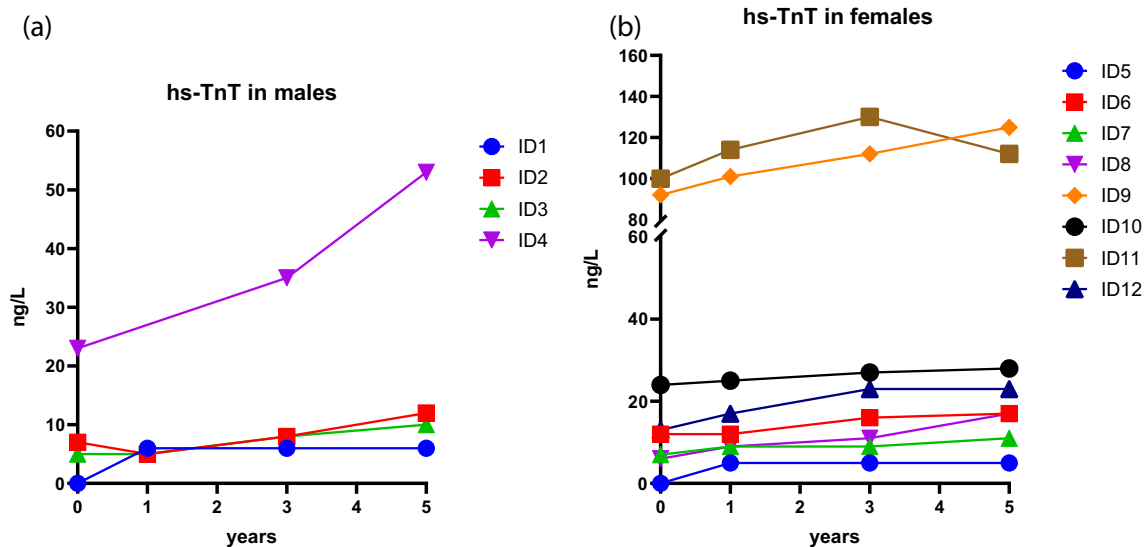 (a)
hs-TnT in males
60
50
40
30
20
10
0
ng/L
0 1 3 5
years
ID1
ID2
ID3
ID4
(b)
hs-TnT in females
160
140
120
100
80
60
40
20
0
ng/L
0 1 2 3 4 5
years
ID5
ID6
ID7
ID8
ID9
ID10
ID11
ID12